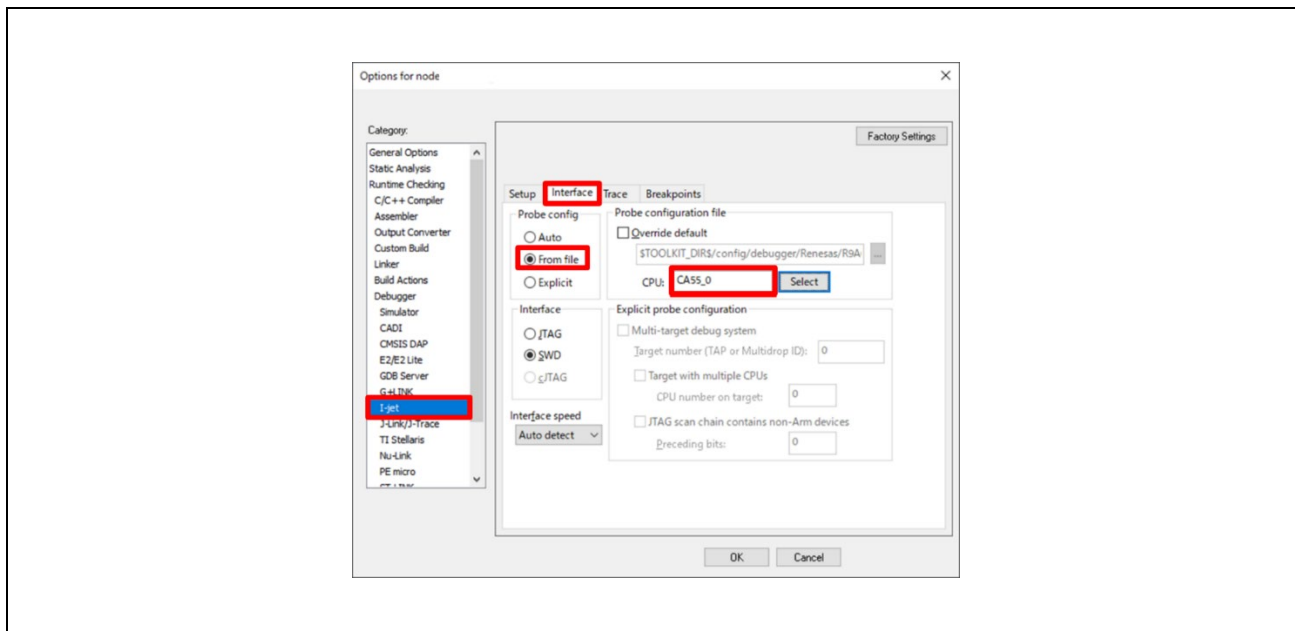 Options for node
Category:
Factory Settings
General Options
Static Analysis
Runtime Checking
C/C++ Compiler
Assembler
Output Converter
Custom Build
Linker
Build Actions
Debugger
Simulator
CADI
CMSIS DAP
E2/E2 Lite
GDB Server
G+LINK
I-jet
J-Link/J-Trace
TI Stellaris
Nu-Link
PE micro
Setup Interface Trace Breakpoints
Probe config
Auto
From file
Explicit
Probe configuration file
Override default
$TOOLKIT_DIR$/config/debugger/Renesas/R9A
...
CPU: CA55_0 Select
Interface
JTAG
SWD
cJTAG
Interface speed
Auto detect
Explicit probe configuration
Multi-target debug system
Target number (TAP or Multidrop ID): 0
Target with multiple CPUs
CPU number on target: 0
JTAG scan chain contains non-Arm devices
Preceding bits: 0
OK Cancel